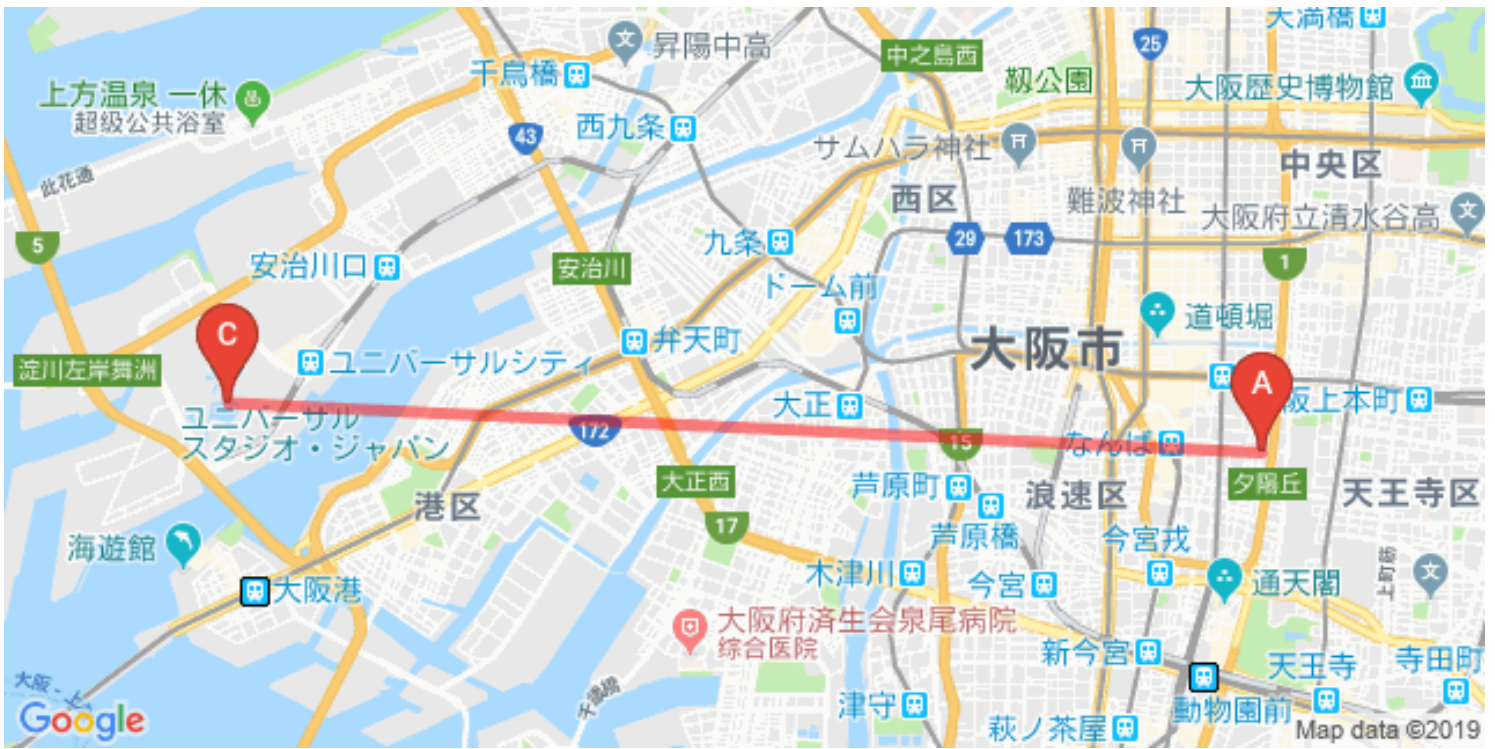 大満橋
昇陽中高
中之島西
25
千鳥橋
靱公園
大阪歴史博物館
上方温泉 一休
超级公共浴室
43
西九条
サムハラ神社
中央区
此花通
西区
難波神社
大阪府立清水谷高
5
九条
29
173
安治川口
安治川
1
ドーム前
道頓堀
C
弁天町
大阪市
淀川左岸舞洲
ユニバーサルシティ
A
大正
阪上本町
ユニバーサル
スタジオ・ジャパン
172
15
なんば
大正西
芦原町
浪速区
夕陽丘
天王寺区
港区
17
芦原橋
今宮戎
海遊館
上町筋
大阪港
木津川
今宮
通天閣
大阪府済生会泉尾病院
综合医院
新今宮
天王寺
寺田町
津守
動物園前
萩ノ茶屋
Google
Map data ©2019